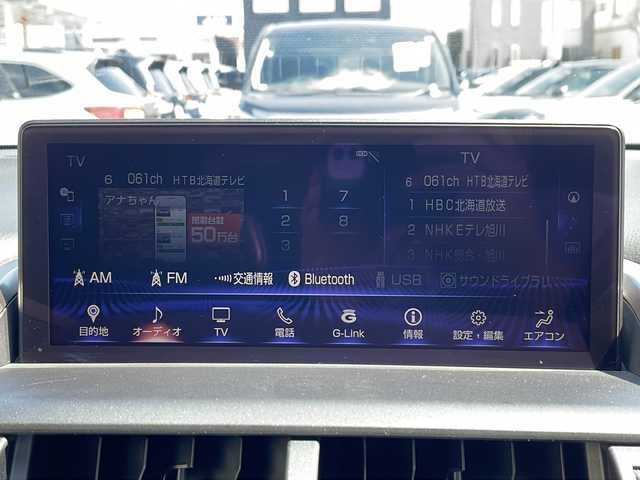 TV
6 061ch HTB北海道テレビ
アナちゃん
50万台
1 7
2 8
3
TV
6 061ch HTB北海道テレビ
1 HBC北海道放送
2 NHKEテレ旭川
3 NHK総合・旭川
AM FM 交通情報 Bluetooth USB サウンドライブラリ
目的地 オーディオ TV 電話 G-Link 情報 設定・編集 エアコン